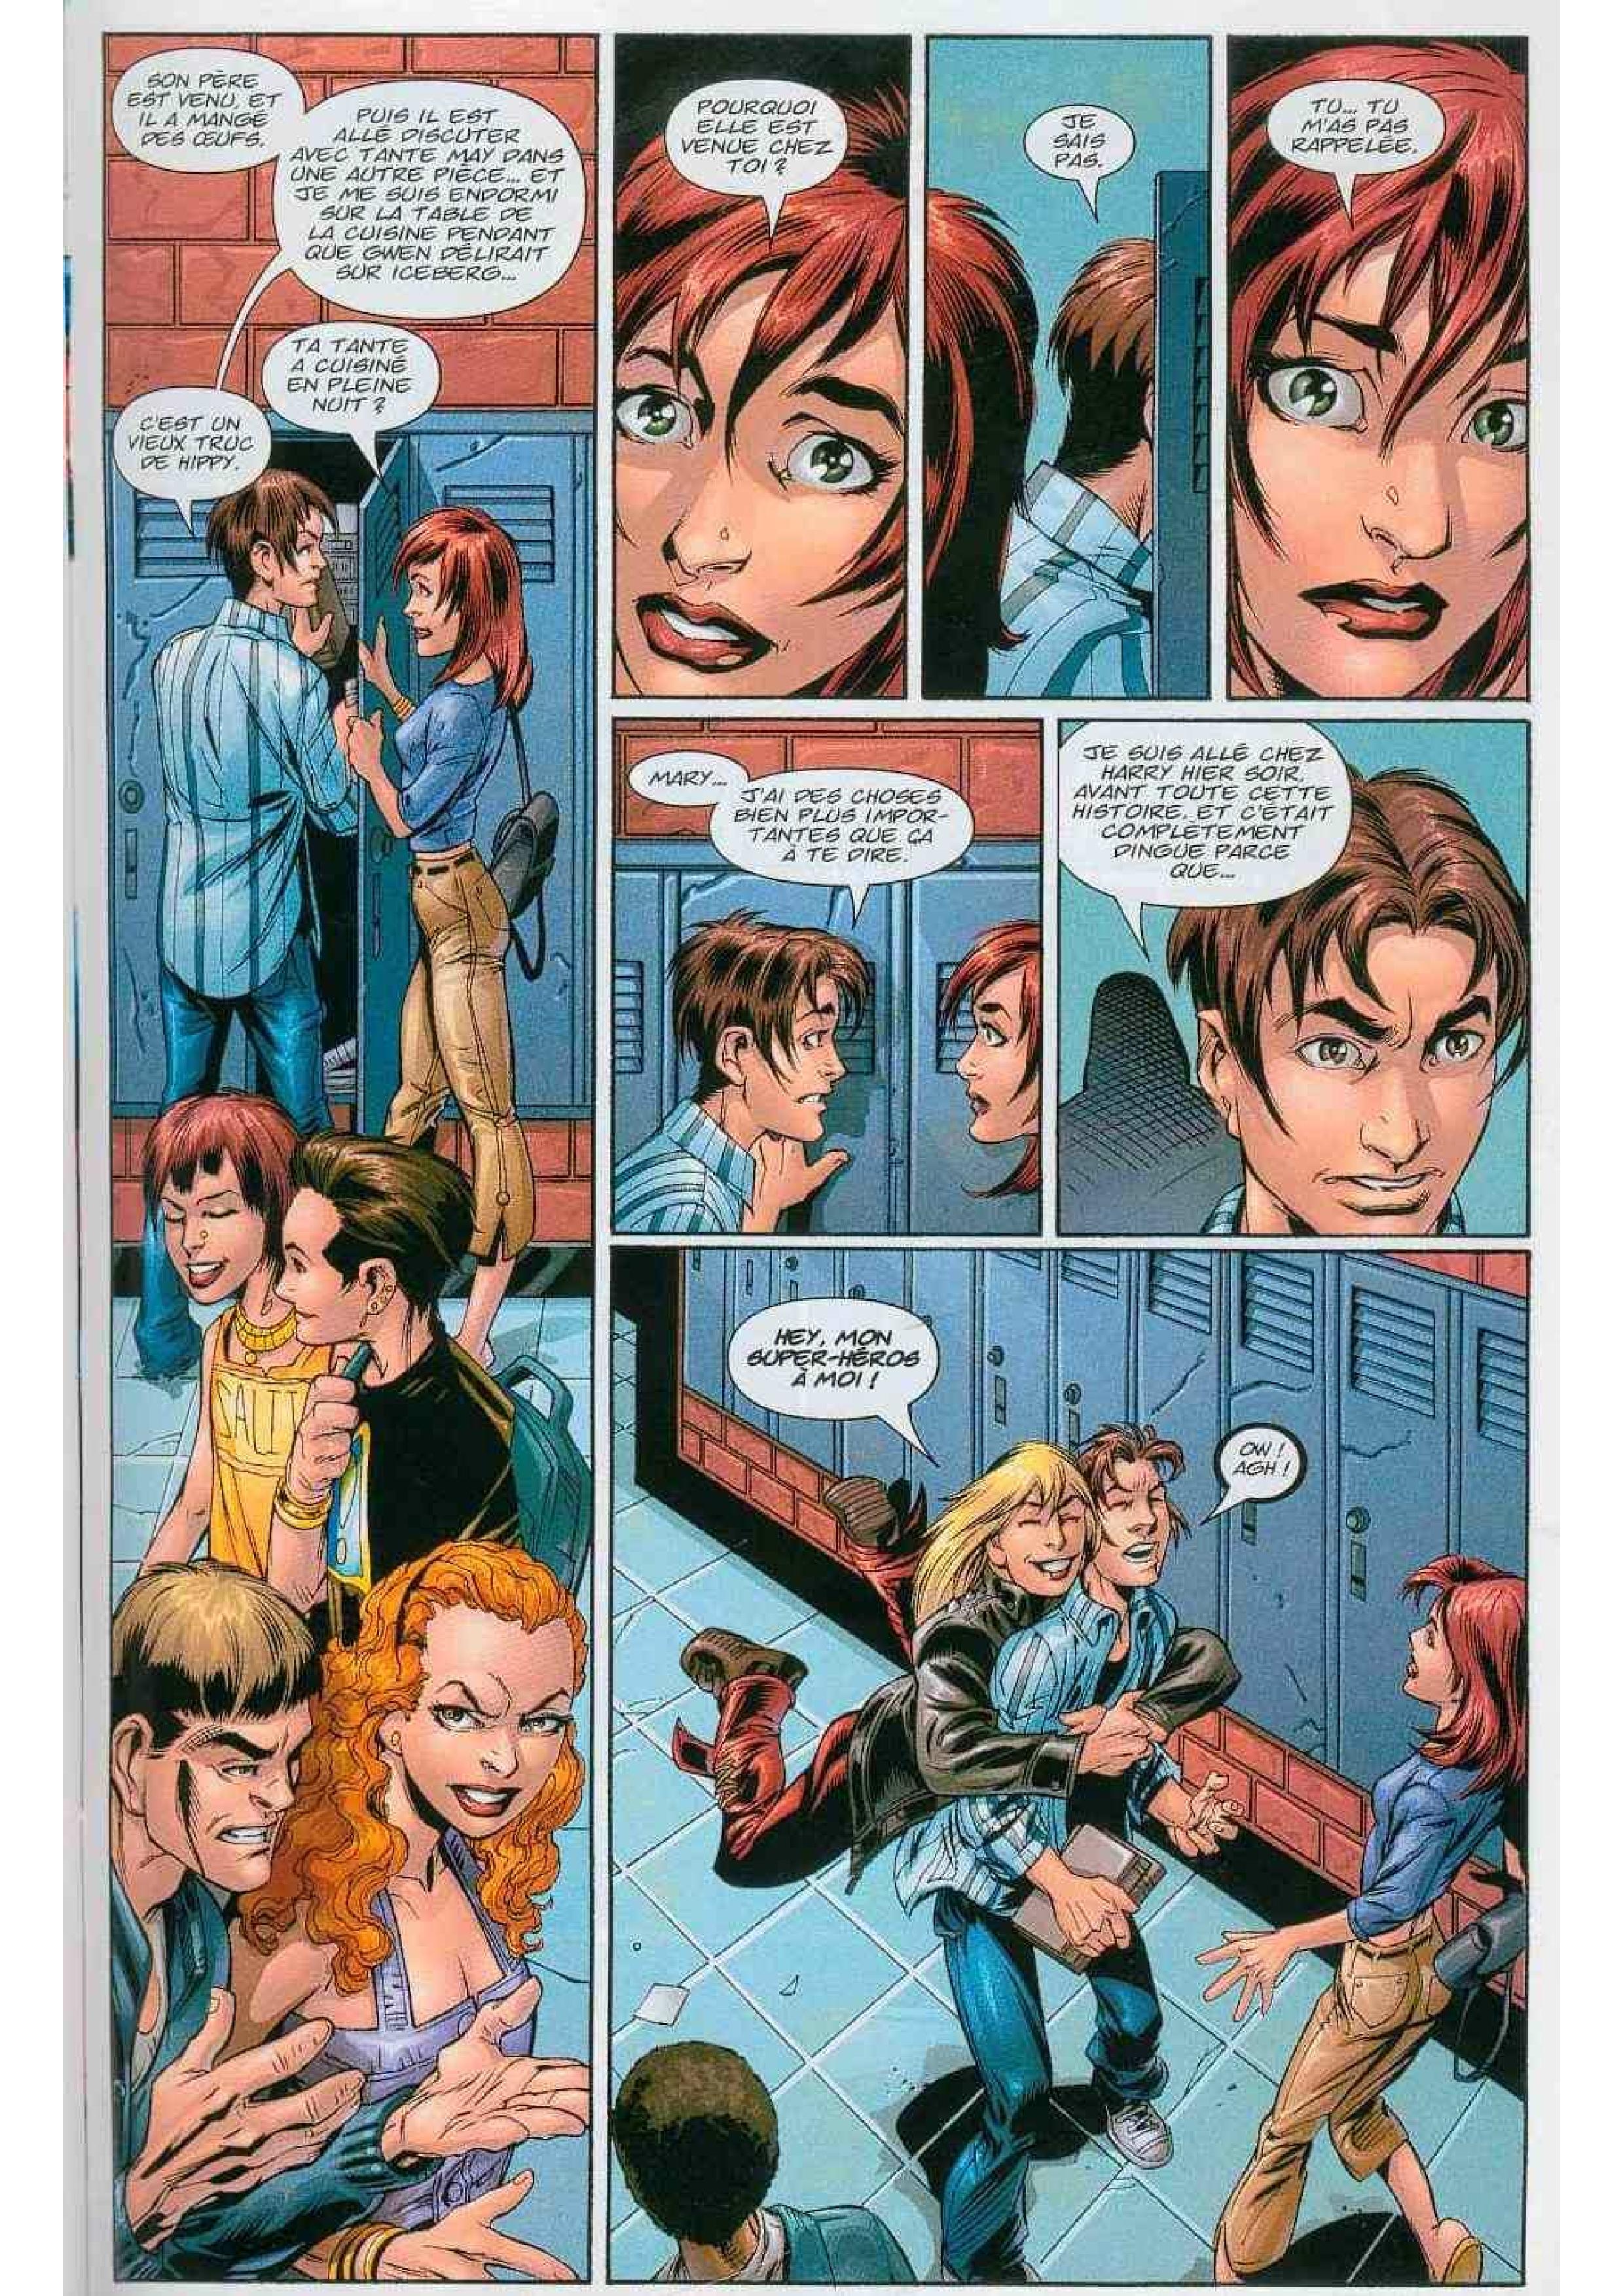 SON PÈRE
EST VENU, ET
IL A MANGÉ
DES ŒUFS.
PUIS IL EST
ALLÉ DISCUTER
AVEC TANTE MAY DANS
UNE AUTRE PIÈCE... ET
JE ME SUIS ENDORMI
SUR LA TABLE DE
LA CUISINE PENDANT
QUE GWEN DÉLIRAIT
SUR ICEBERG...
TA TANTE
A CUISINÉ
EN PLEINE
NUIT ?
C'EST UN
VIEUX TRUC
DE HIPPY.
POURQUOI
ELLE EST
VENUE CHEZ
TOI ?
JE
SAIS
PAS.
TU... TU
M'AS PAS
RAPPELÉE.
MARY...
J'AI DES CHOSES
BIEN PLUS IMPOR-
TANTES QUE ÇA
À TE DIRE.
JE SUIS ALLÉ CHEZ
HARRY HIER SOIR,
AVANT TOUTE CETTE
HISTOIRE. ET C'ÉTAIT
COMPLÈTEMENT
DINGUE PARCE
QUE...
HEY, MON
SUPER-HÉROS
À MOI !
OW !
AGH !